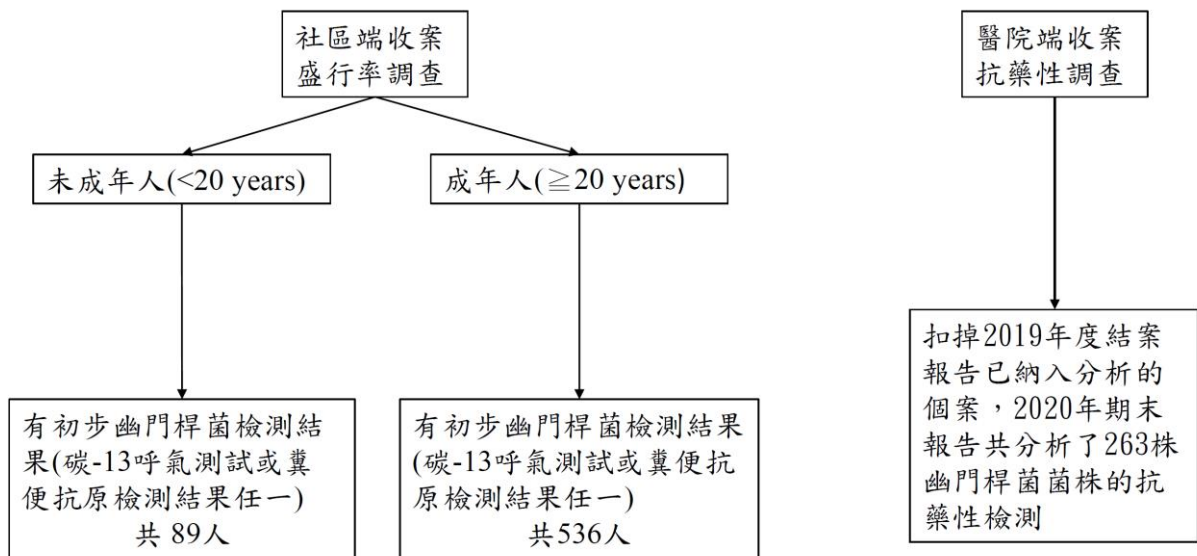 社區端收案
盛行率調查
醫院端收案
抗藥性調查
未成年人(<20 years)
成年人(≧20 years)
有初步幽門桿菌檢測結
果(碳-13呼氣測試或糞
便抗原檢測結果任一)
共 89人
有初步幽門桿菌檢測結果
(碳-13呼氣測試或糞便抗
原檢測結果任一)
共536人
扣掉2019年度結案
報告已納入分析的
個案，2020年期末
報告共分析了263株
幽門桿菌菌株的抗
藥性檢測